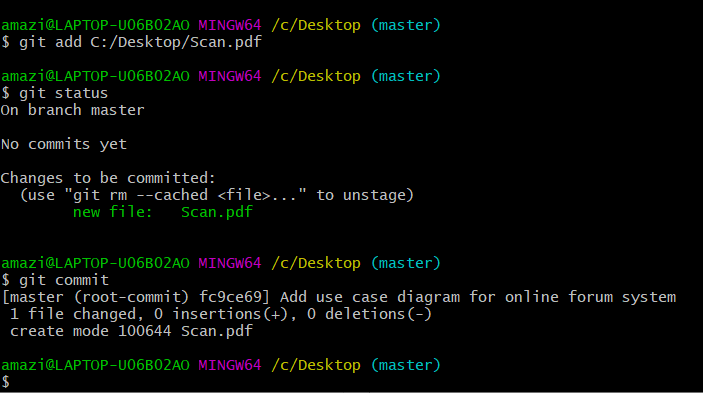 amazi@LAPTOP-U06B02AO MINGW64 /c/Desktop (master)
$ git add C:/Desktop/Scan.pdf
amazi@LAPTOP-U06B02AO MINGW64 /c/Desktop (master)
$ git status
On branch master
No commits yet
Changes to be committed:
  (use "git rm --cached <file>..." to unstage)
        new file:   Scan.pdf
amazi@LAPTOP-U06B02AO MINGW64 /c/Desktop (master)
$ git commit
[master (root-commit) fc9ce69] Add use case diagram for online forum system
 1 file changed, 0 insertions(+), 0 deletions(-)
 create mode 100644 Scan.pdf
amazi@LAPTOP-U06B02AO MINGW64 /c/Desktop (master)
$